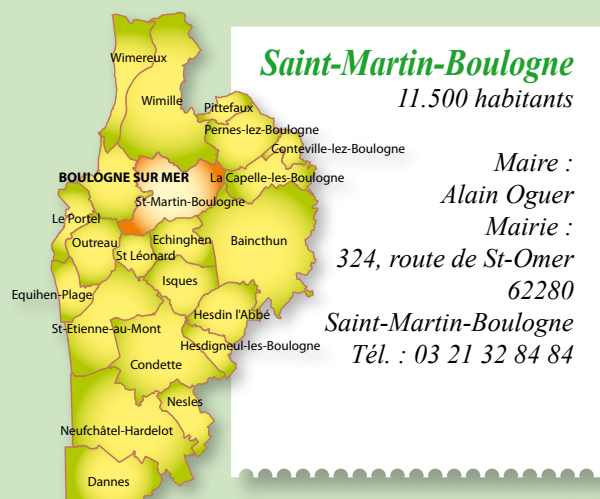 Saint-Martin-Boulogne
11.500 habitants
Maire :
Alain Oguer
Mairie :
324, route de St-Omer
62280
Saint-Martin-Boulogne
Tél. : 03 21 32 84 84
Wimereux
Wimille
Pittefaux
Pernes-lez-Boulogne
Conteville-lez-Boulogne
BOULOGNE SUR MER
La Capelle-les-Boulogne
St-Martin-Boulogne
Le Portel
Outreau
Echinghen
Baincthun
St Léonard
Isques
Equihen-Plage
Hesdin l'Abbé
St-Etienne-au-Mont
Hesdigneul-les-Boulogne
Condette
Nesles
Neufchâtel-Hardelot
Dannes